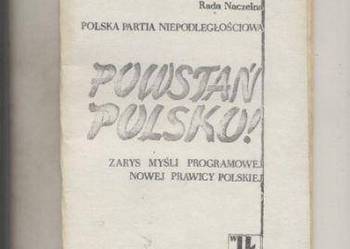 Rada Naczelna
POLSKA PARTIA NIEPODLEGŁOŚCIOWA
POWSTAŃ
POLSKO!
ZARYS MYŚLI PROGRAMOWEJ
NOWEJ PRAWICY POLSKIEJ